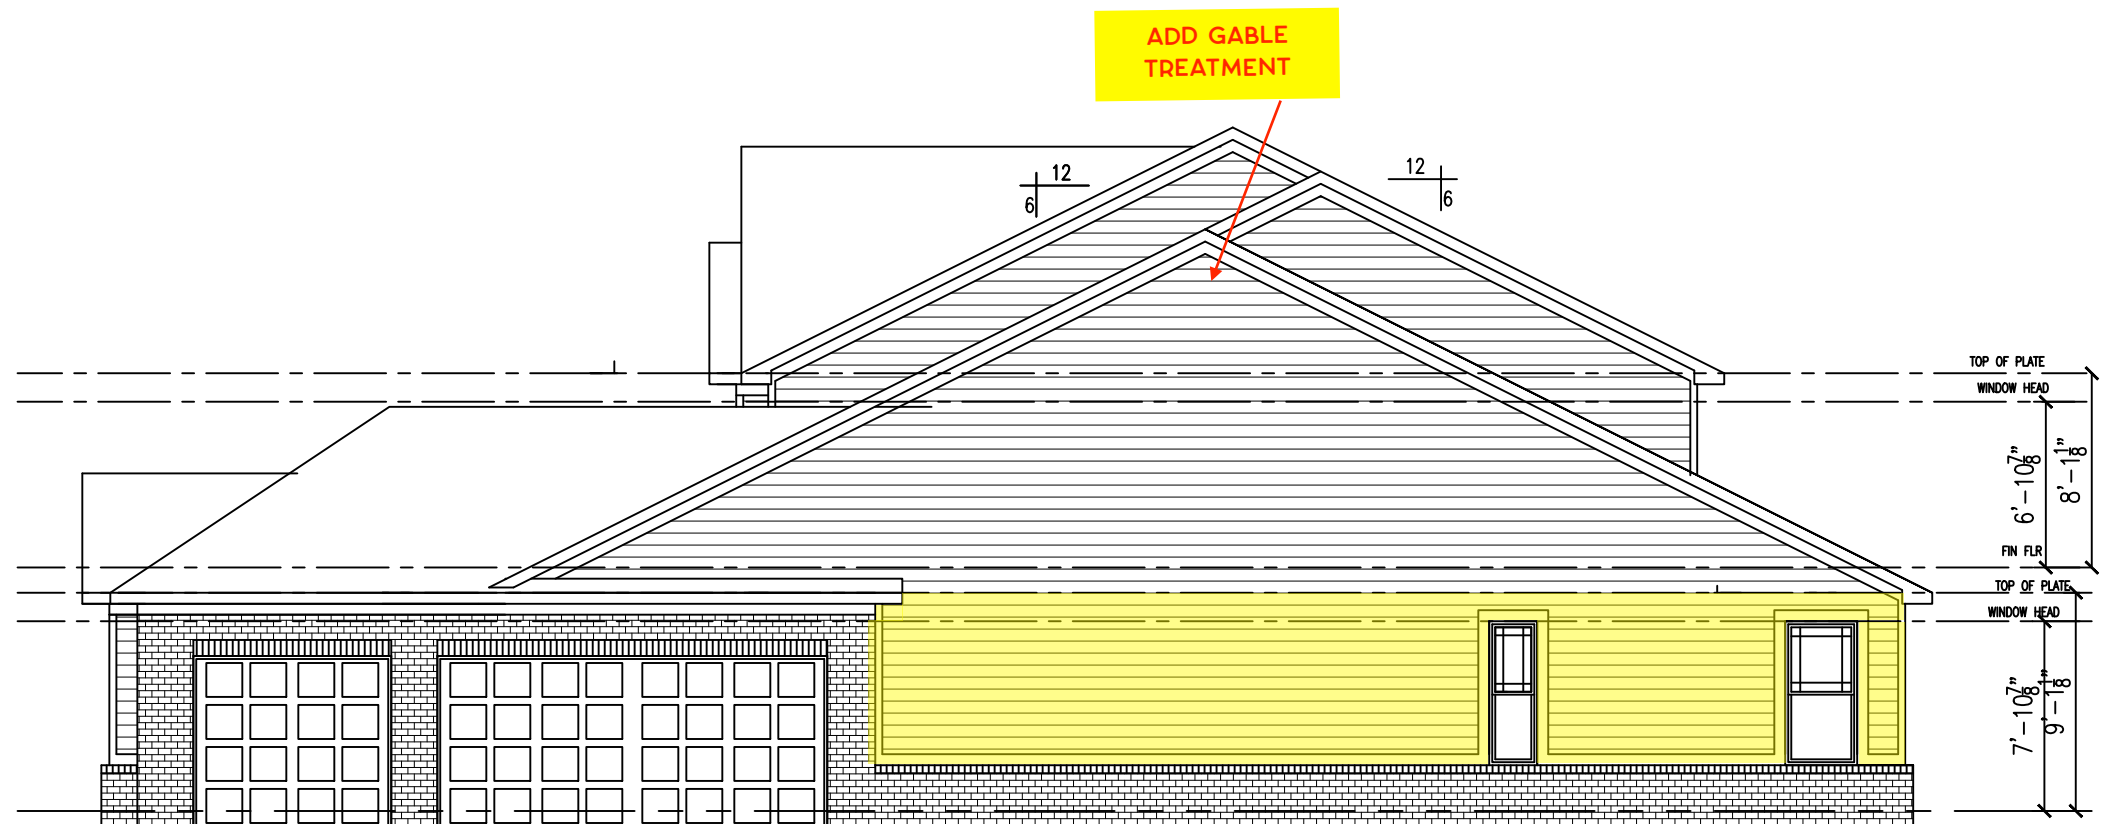 ADD GABLE
TREATMENT
12
6
12
6
TOP OF PLATE
WINDOW HEAD
6'-10 7/8"
8'-1 1/8"
FIN FLR
TOP OF PLATE
WINDOW HEAD
7'-10 7/8"
9'-1 1/8"